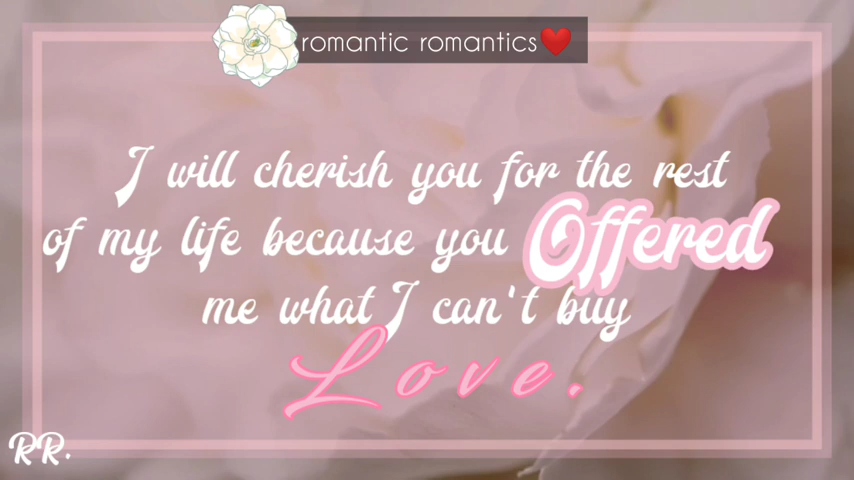 romantic romantics❤️
I will cherish you for the rest
of my life because you Offered
me what I can't buy
Love.
RR.